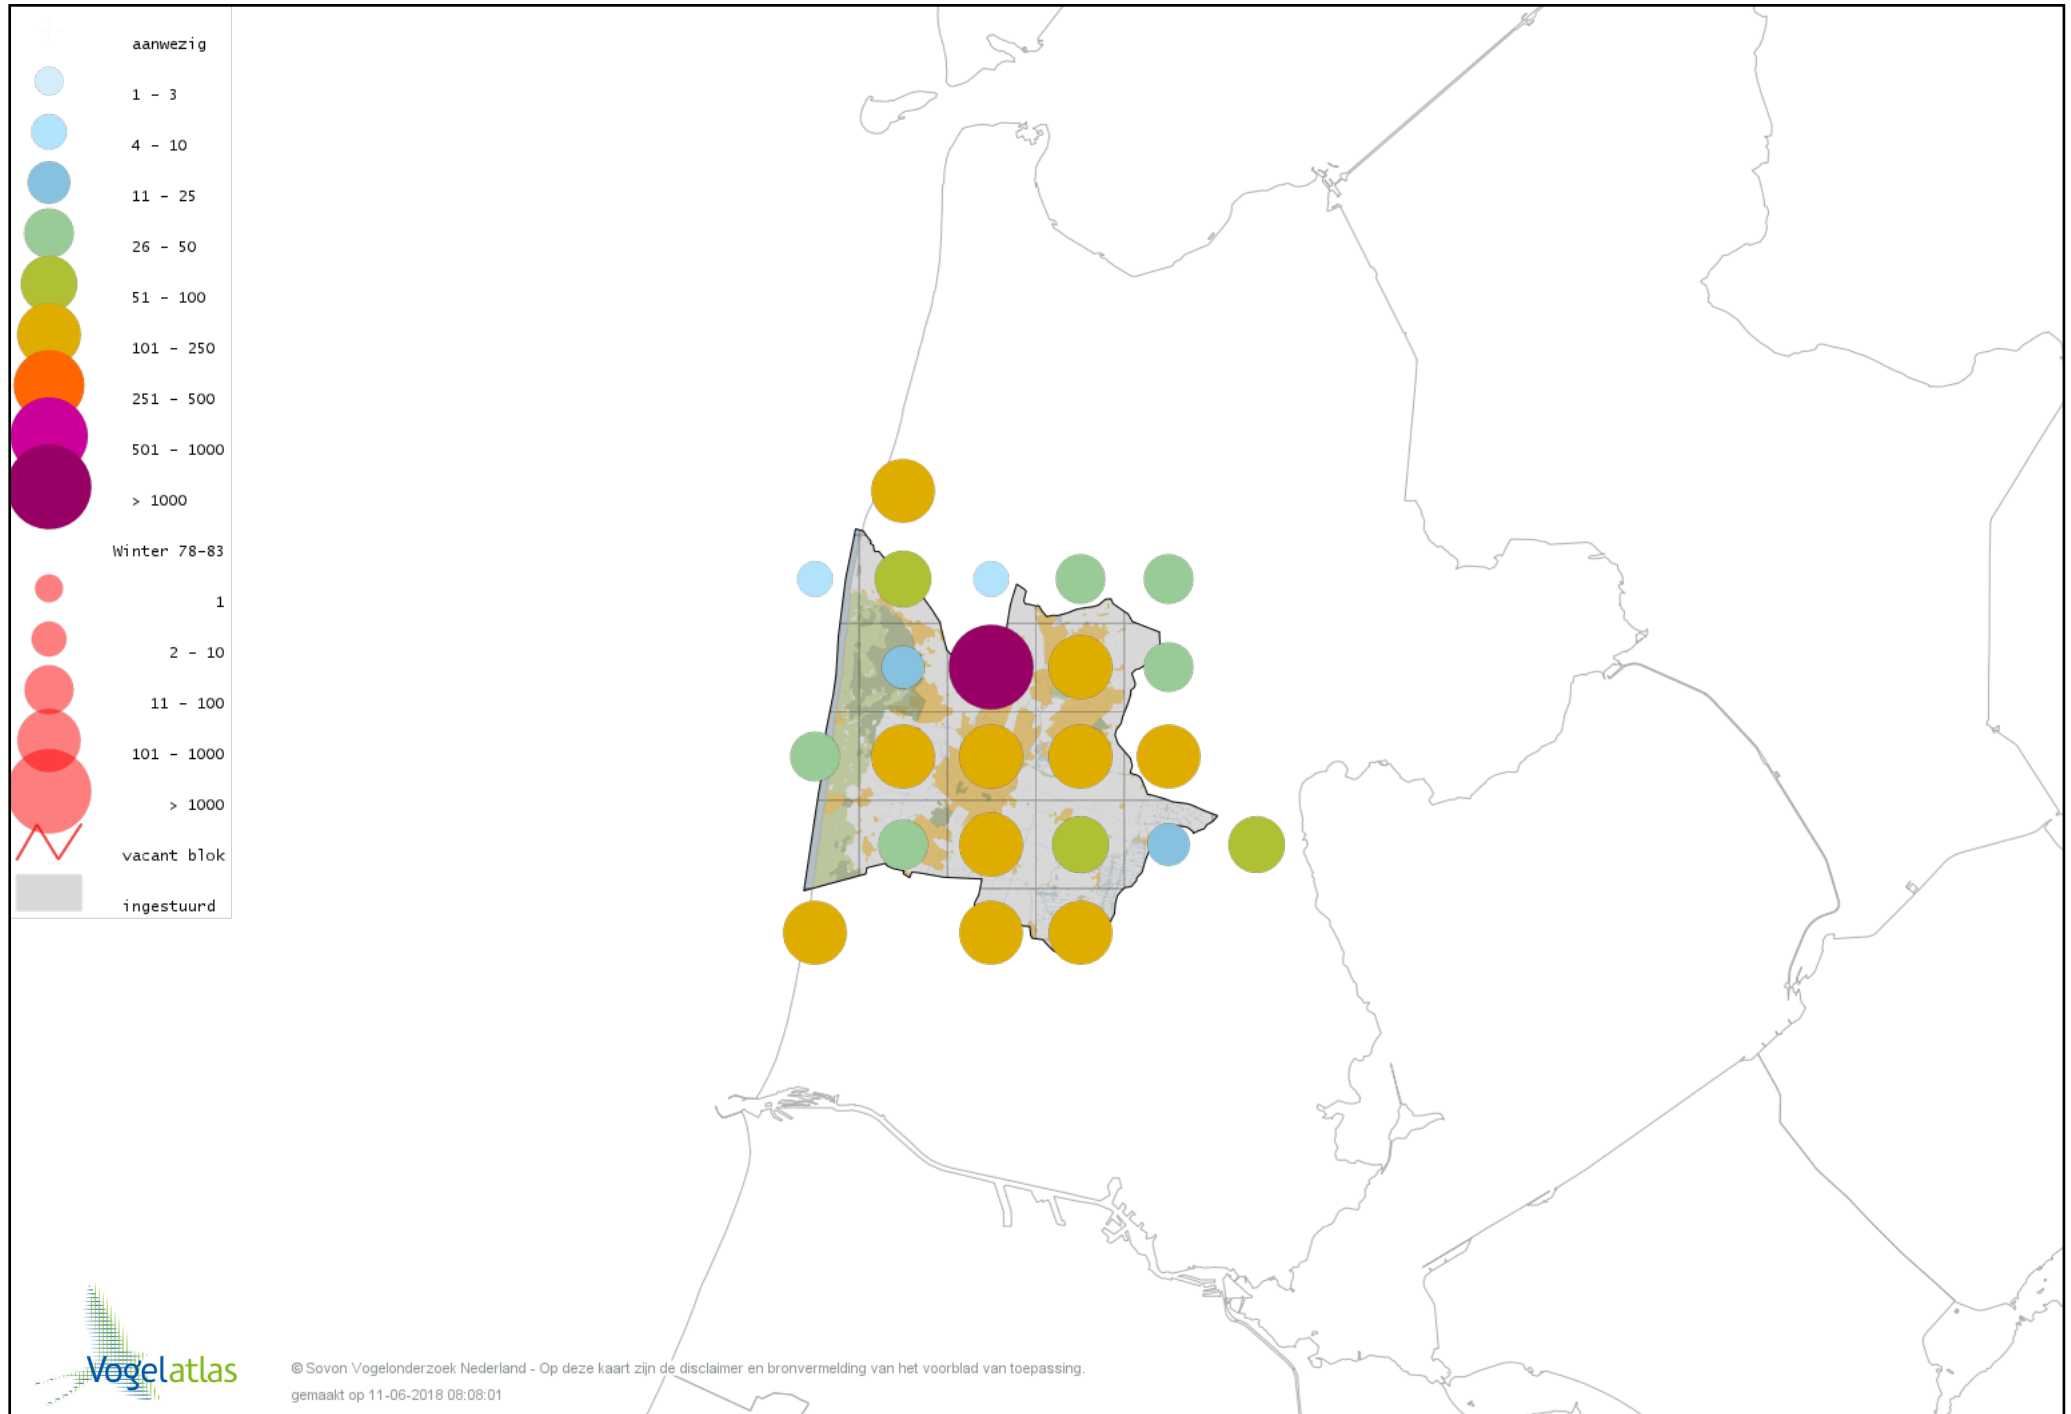 aanwezig
1 - 3
4 - 10
11 - 25
26 - 50
51 - 100
101 - 250
251 - 500
501 - 1000
> 1000
Winter 78-83
1
2 - 10
11 - 100
101 - 1000
> 1000
vacant blok
ingestuurd
Vogelatlas
© Sovon Vogelonderzoek Nederland - Op deze kaart zijn de disclaimer en bronvermelding van het voorblad van toepassing.
gemaakt op 11-06-2018 08:08:01